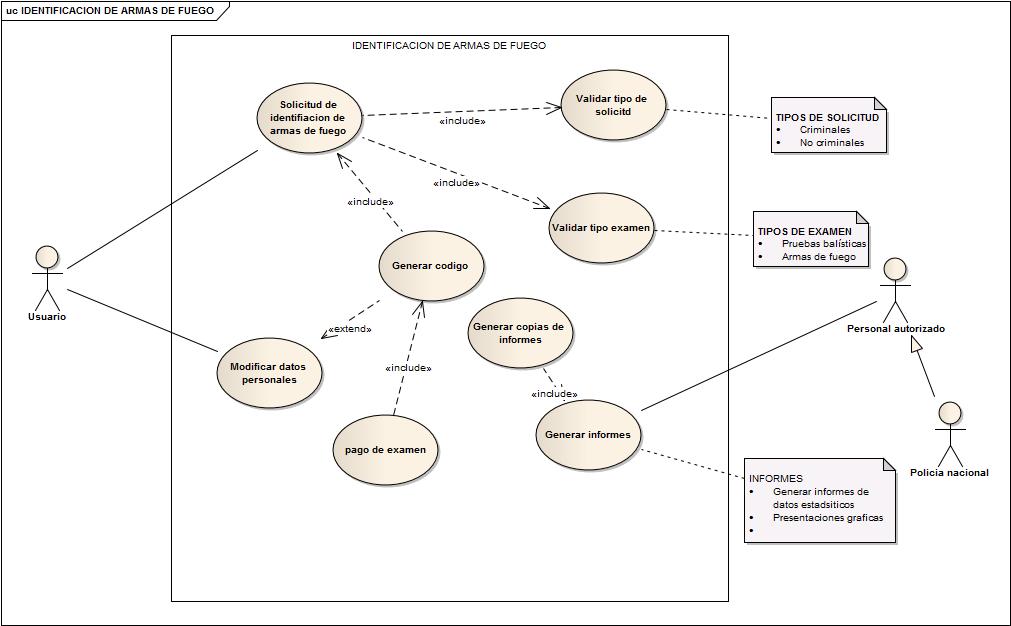 uc IDENTIFICACION DE ARMAS DE FUEGO
IDENTIFICACION DE ARMAS DE FUEGO
Solicitud de
identifiacion de
armas de fuego
«include»
Validar tipo de
solicitd
TIPOS DE SOLICITUD
• Criminales
• No criminales
«include»
«include»
Validar tipo examen
TIPOS DE EXAMEN
• Pruebas balísticas
• Armas de fuego
Generar codigo
Usuario
«extend»
Generar copias de
informes
Personal autorizado
Modificar datos
personales
«include»
«include»
pago de examen
Generar informes
Policia nacional
INFORMES
• Generar informes de
datos estadsiticos
• Presentaciones graficas
•